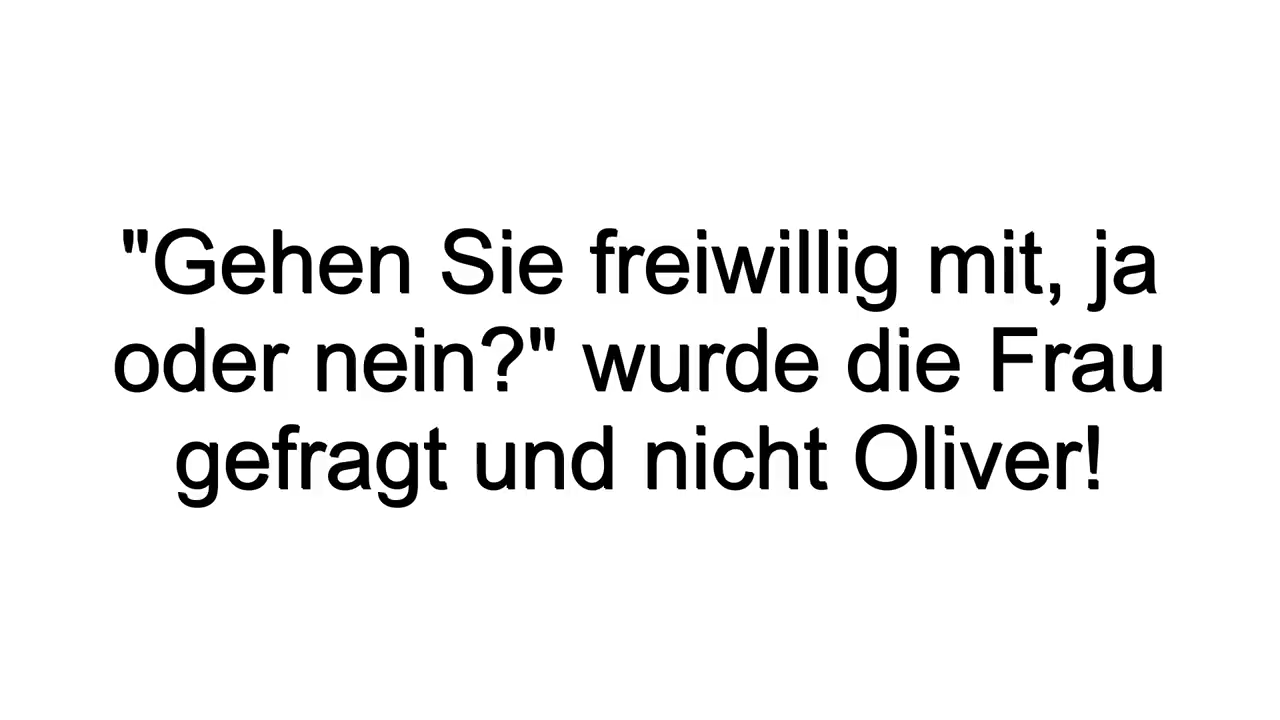 "Gehen Sie freiwillig mit, ja
oder nein?" wurde die Frau
gefragt und nicht Oliver!